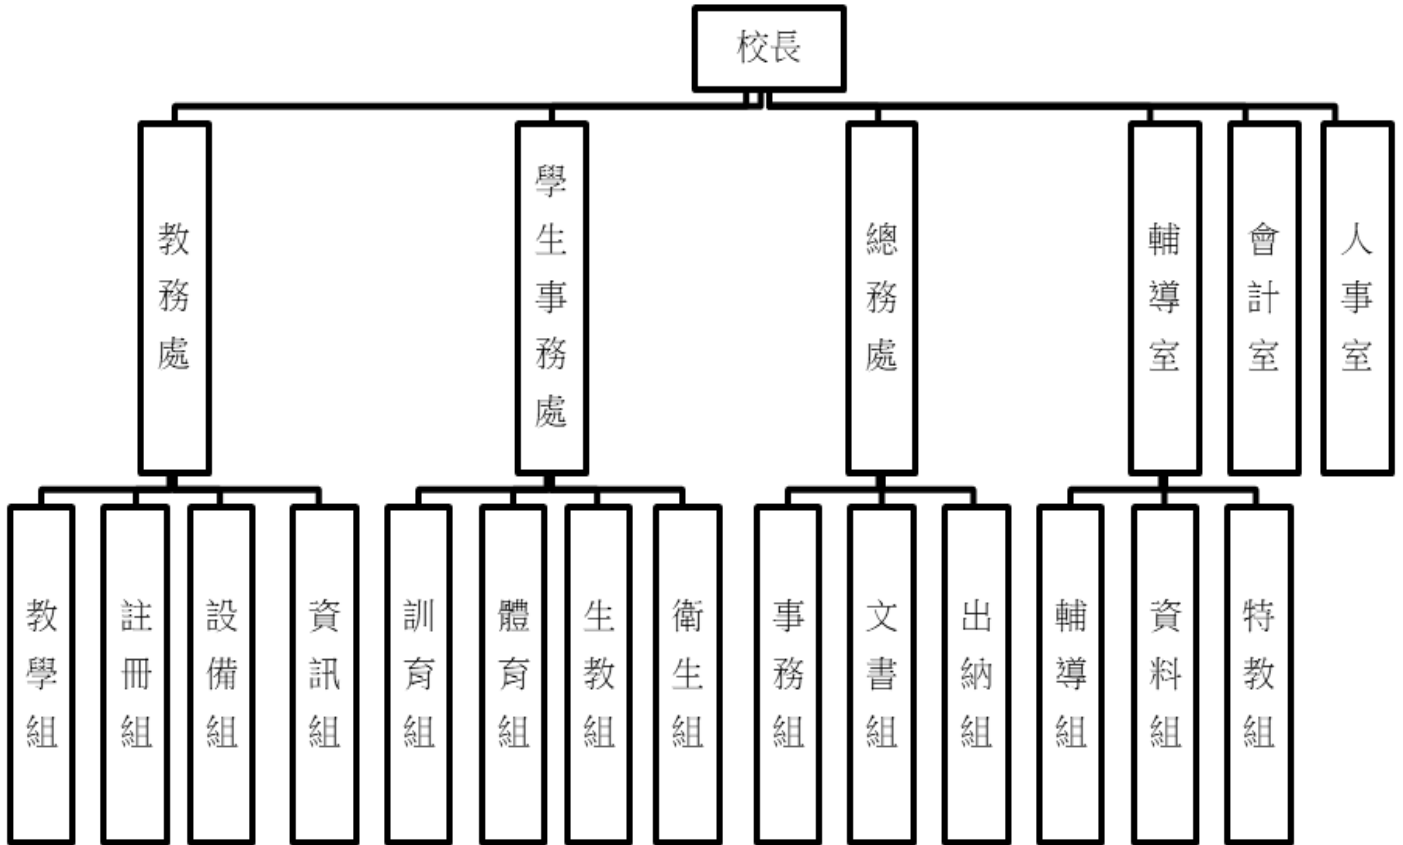 校長
教務處
學生事務處
總務處
輔導室
會計室
人事室
教學組
註冊組
設備組
資訊組
訓育組
體育組
生教組
衛生組
事務組
文書組
出納組
輔導組
資料組
特教組